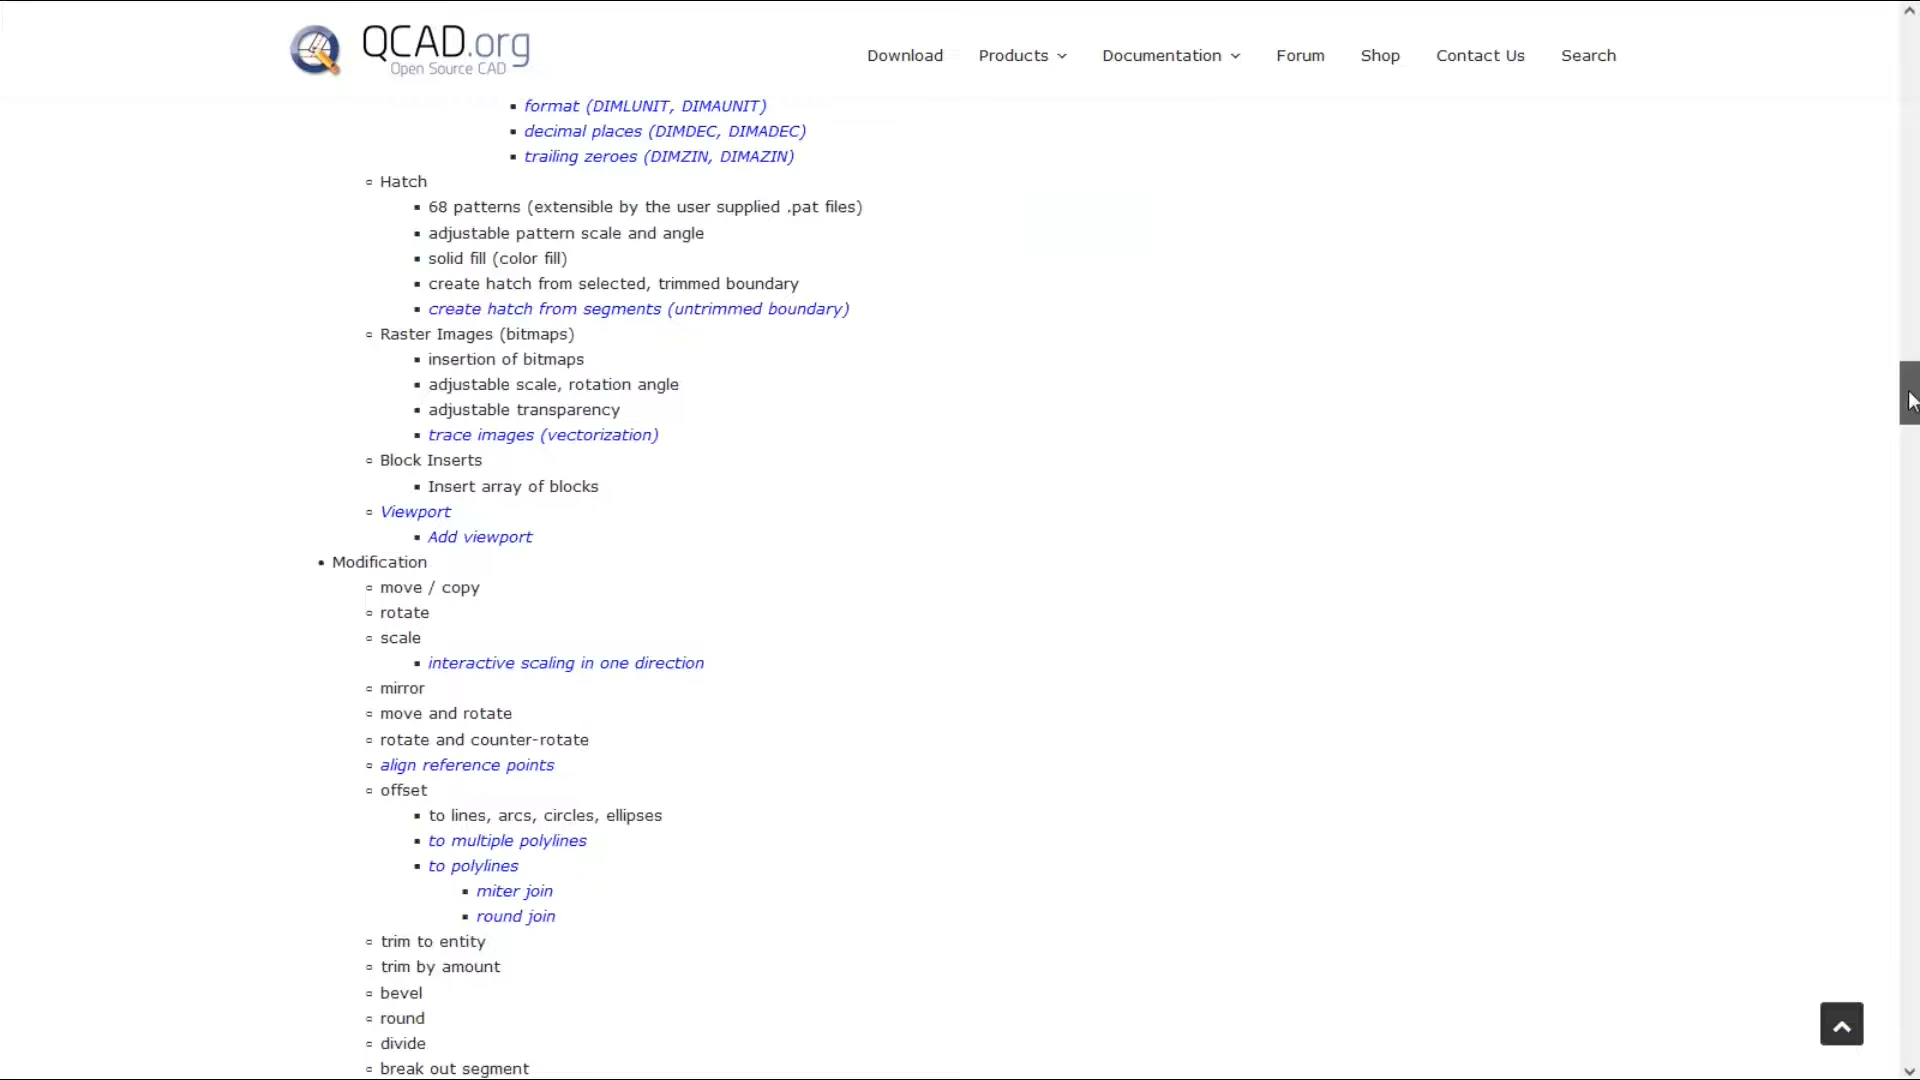 QCAD.org
Open Source CAD
Download Products Documentation Forum Shop Contact Us Search
format (DIMLUNIT, DIMAUNIT)
decimal places (DIMDEC, DIMADEC)
trailing zeroes (DIMZIN, DIMAZIN)
Hatch
68 patterns (extensible by the user supplied .pat files)
adjustable pattern scale and angle
solid fill (color fill)
create hatch from selected, trimmed boundary
create hatch from segments (untrimmed boundary)
Raster Images (bitmaps)
insertion of bitmaps
adjustable scale, rotation angle
adjustable transparency
trace images (vectorization)
Block Inserts
Insert array of blocks
Viewport
Add viewport
Modification
move / copy
rotate
scale
interactive scaling in one direction
mirror
move and rotate
rotate and counter-rotate
align reference points
offset
to lines, arcs, circles, ellipses
to multiple polylines
to polylines
miter join
round join
trim to entity
trim by amount
bevel
round
divide
break out segment